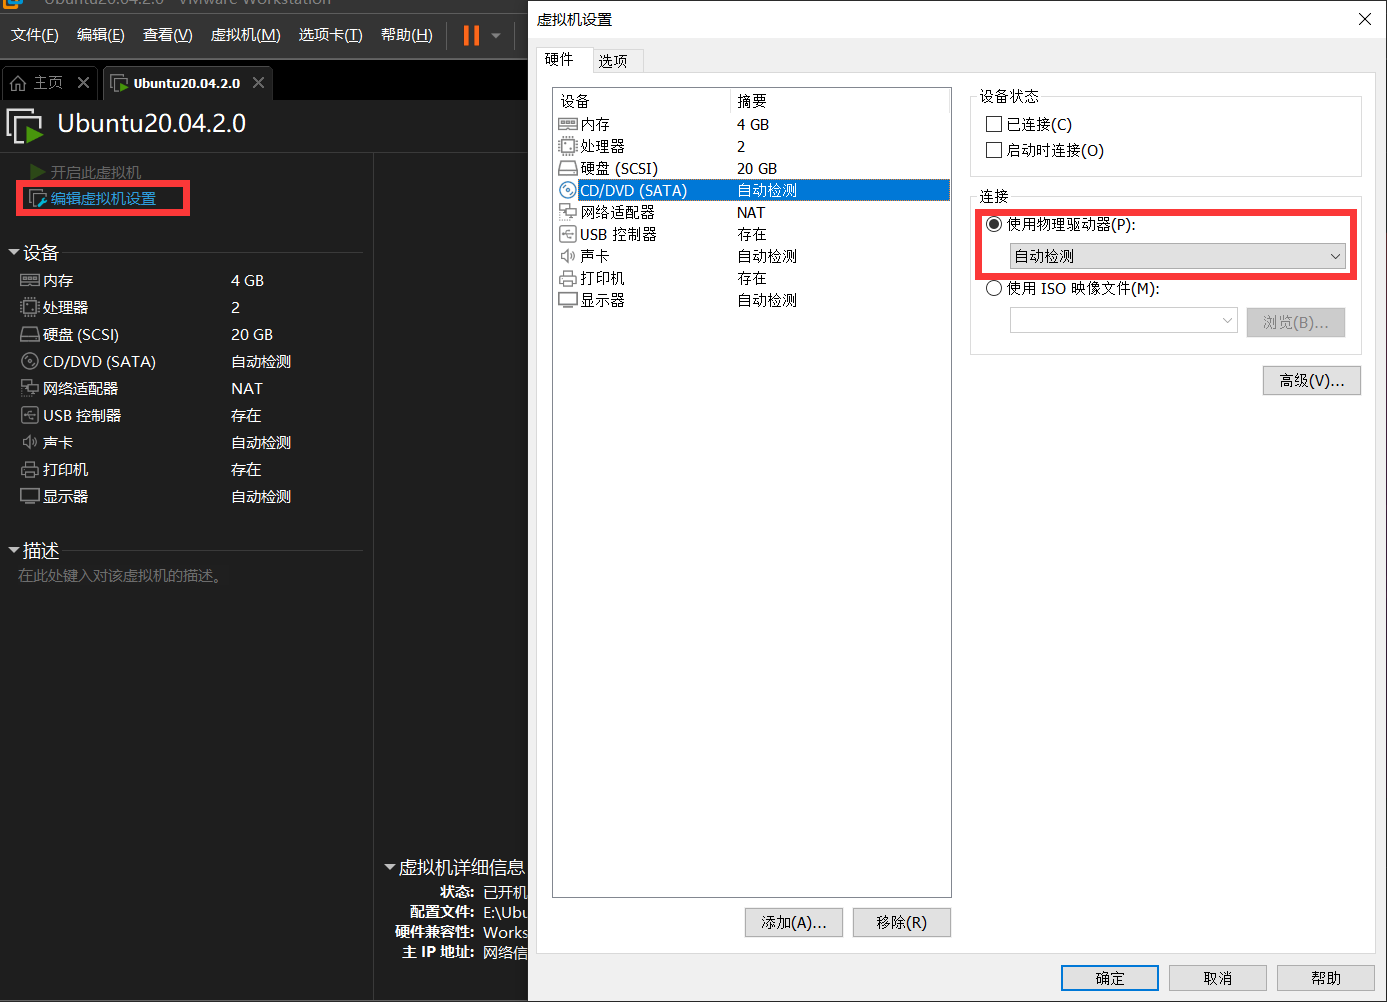 Ubuntu20.04.2.0 - VMware Workstation
文件(F) 编辑(E) 查看(V) 虚拟机(M) 选项卡(T) 帮助(H)
主页 Ubuntu20.04.2.0
Ubuntu20.04.2.0
开启此虚拟机
编辑虚拟机设置
设备
内存 4 GB
处理器 2
硬盘 (SCSI) 20 GB
CD/DVD (SATA) 自动检测
网络适配器 NAT
USB 控制器 存在
声卡 自动检测
打印机 存在
显示器 自动检测
描述
在此处键入对该虚拟机的描述。
虚拟机详细信息
状态: 已开机
配置文件: E:\Ubu
硬件兼容性: Works
主 IP 地址: 网络信
虚拟机设置
硬件 选项
设备 摘要
内存 4 GB
处理器 2
硬盘 (SCSI) 20 GB
CD/DVD (SATA) 自动检测
网络适配器 NAT
USB 控制器 存在
声卡 自动检测
打印机 存在
显示器 自动检测
添加(A)... 移除(R)
设备状态
已连接(C)
启动时连接(O)
连接
使用物理驱动器(P):
自动检测
使用 ISO 映像文件(M):
浏览(B)...
高级(V)...
确定 取消 帮助